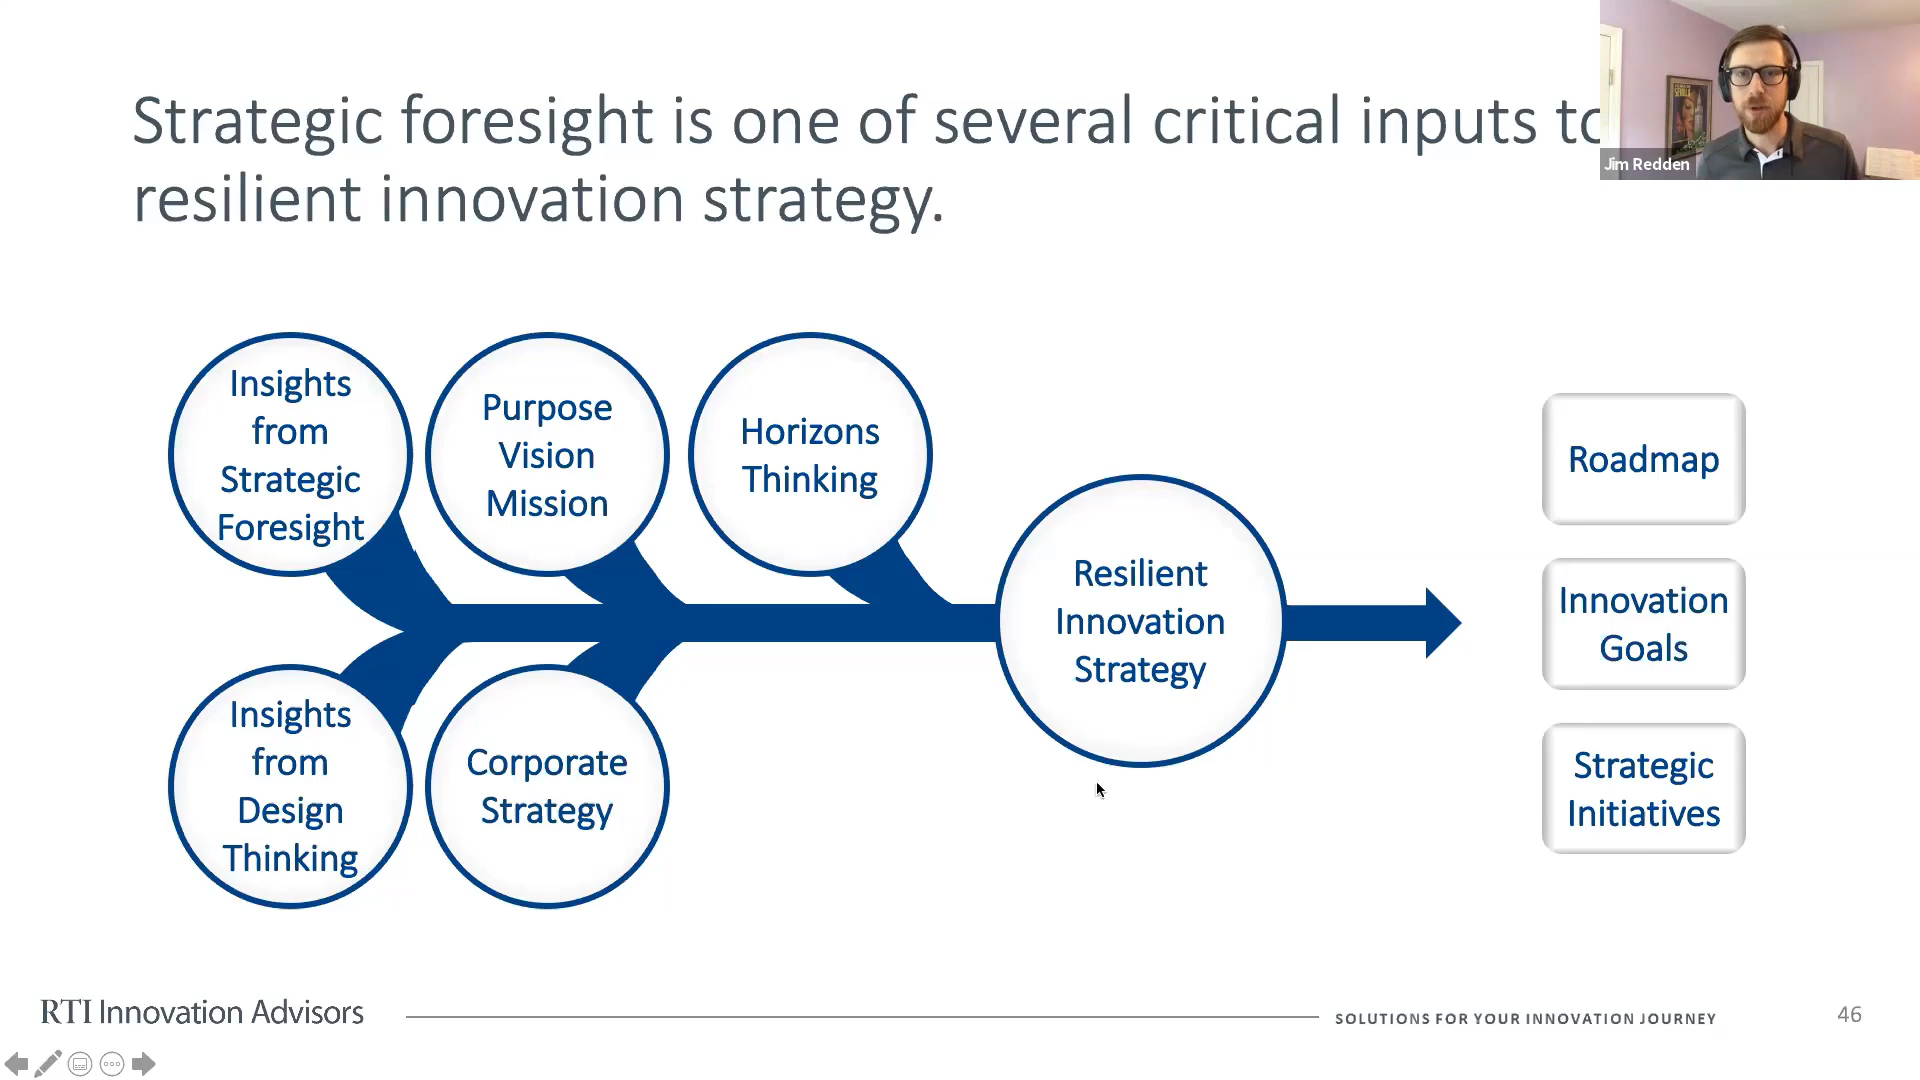 Strategic foresight is one of several critical inputs to
resilient innovation strategy.
Jim Redden
Insights
from
Strategic
Foresight
Purpose
Vision
Mission
Horizons
Thinking
Insights
from
Design
Thinking
Corporate
Strategy
Resilient
Innovation
Strategy
Roadmap
Innovation
Goals
Strategic
Initiatives
RTI Innovation Advisors
SOLUTIONS FOR YOUR INNOVATION JOURNEY
46